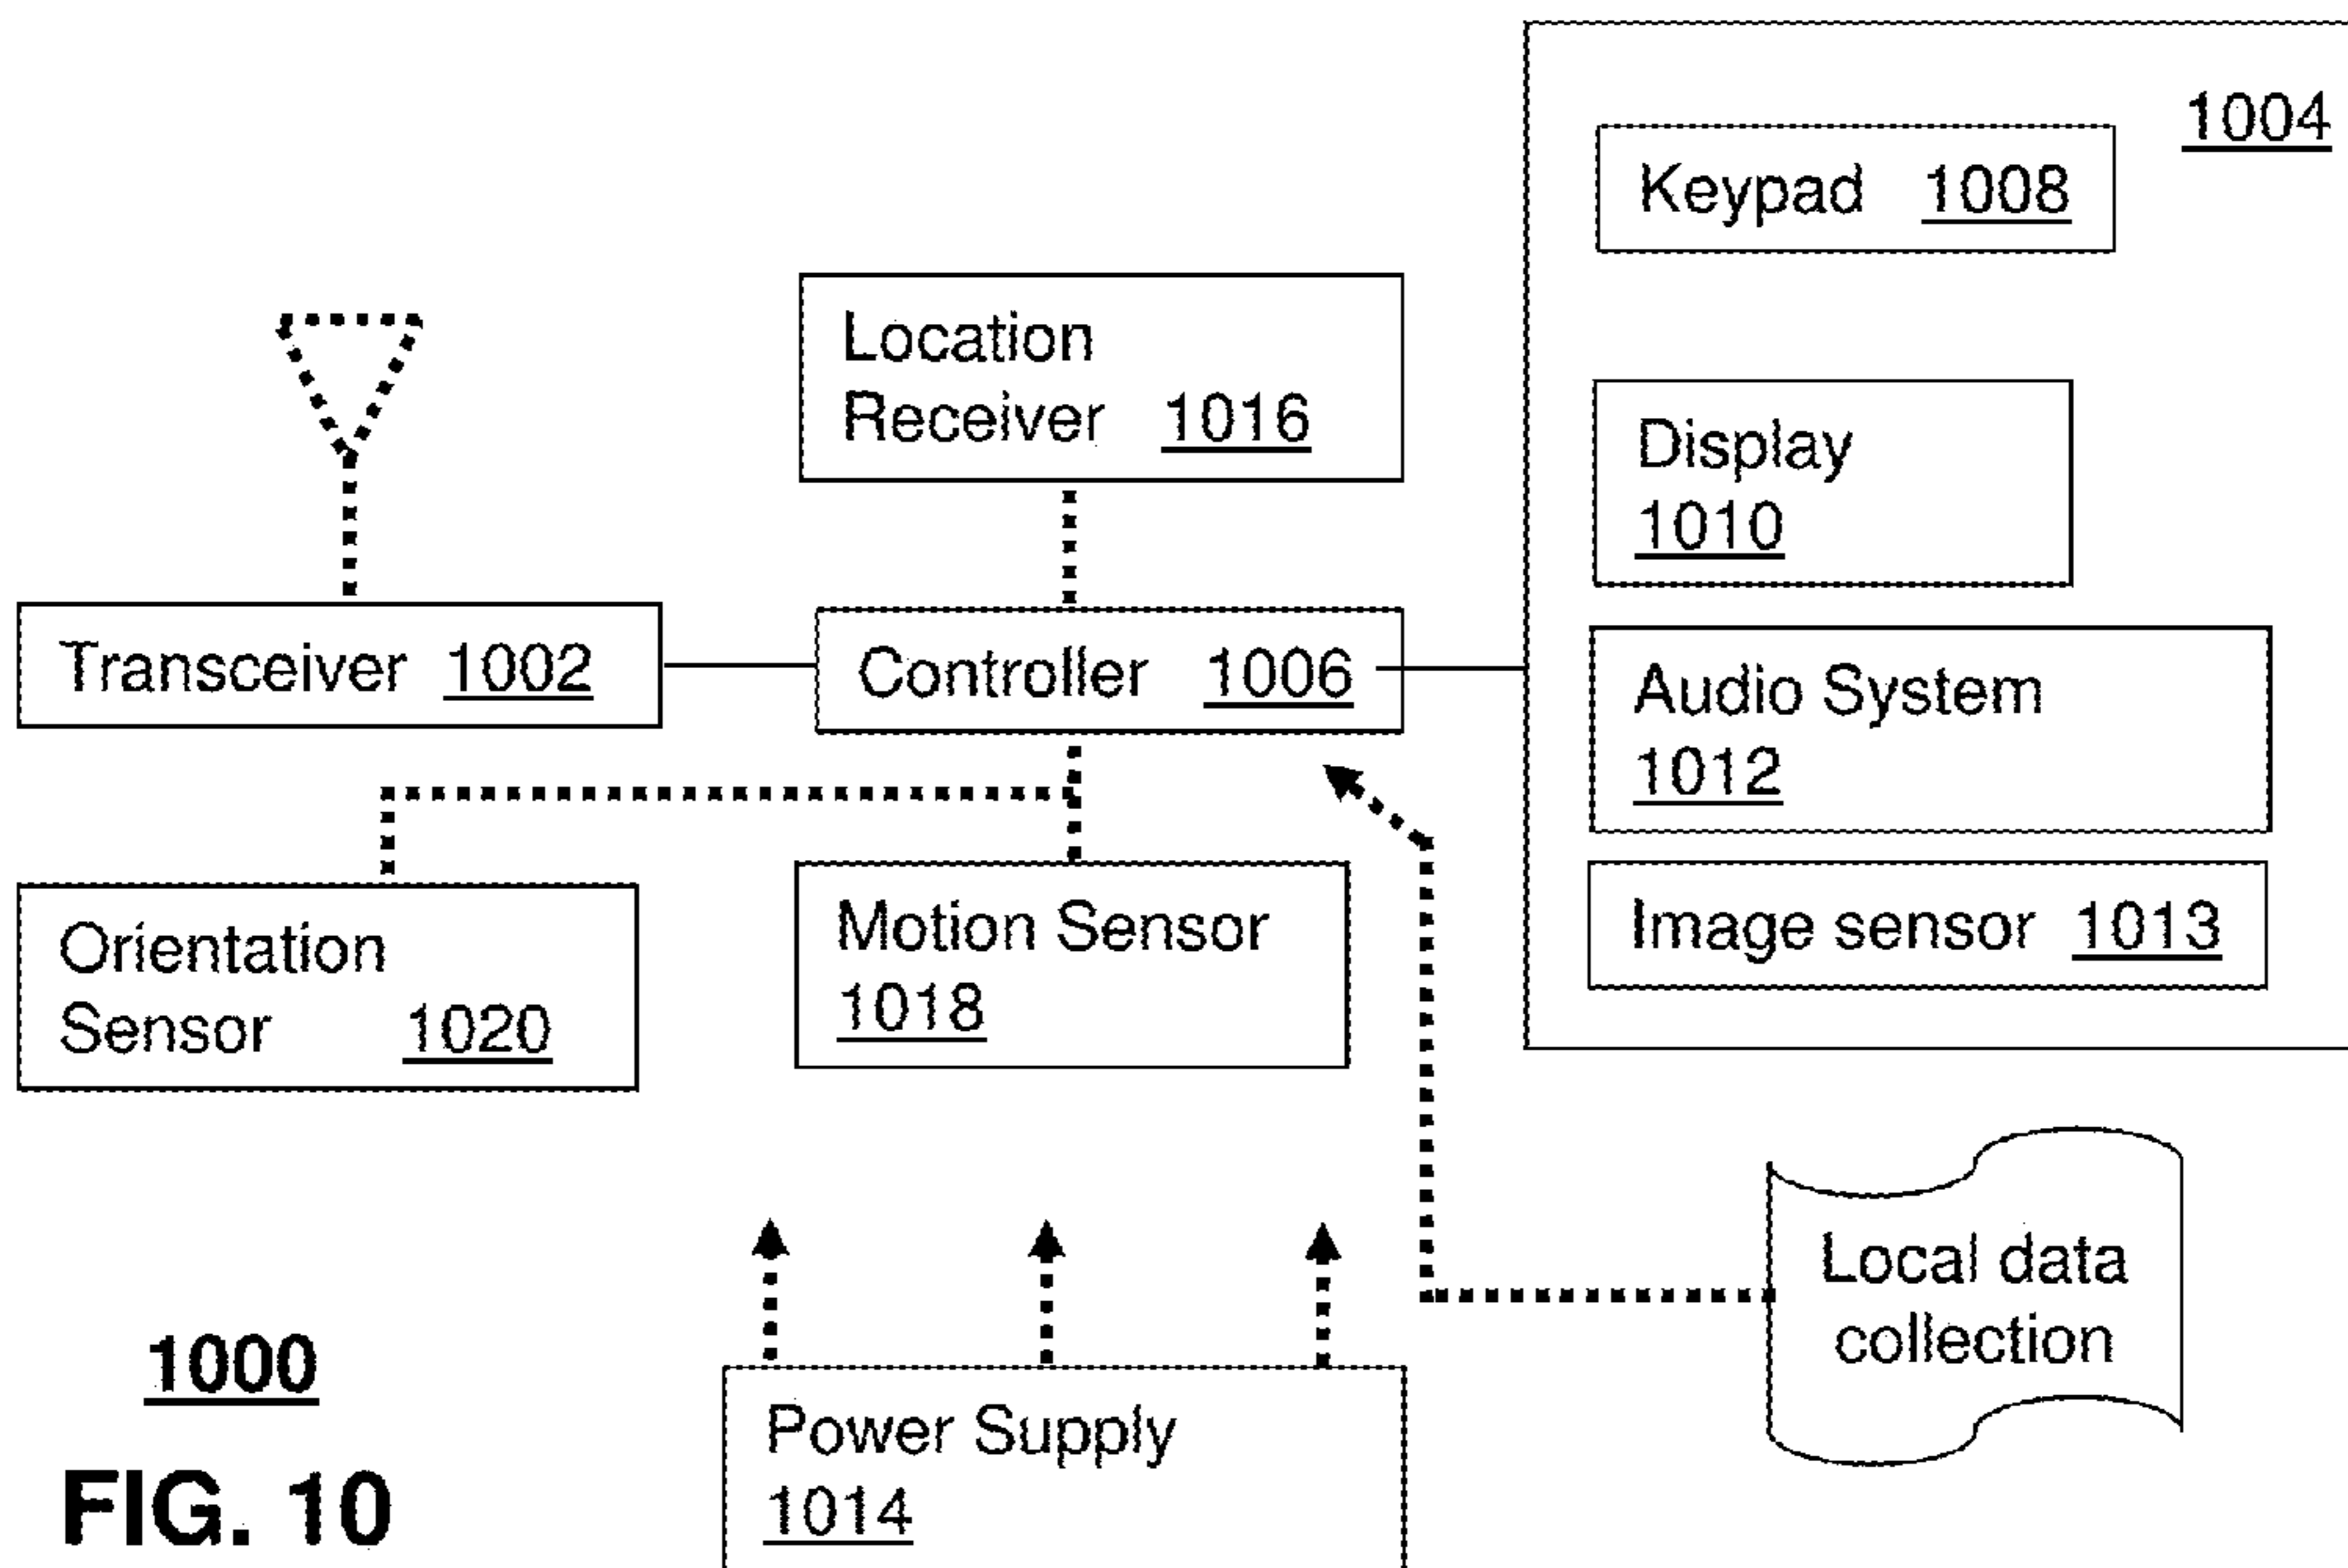 1004
Keypad 1008
Location
Receiver 1016
Display
1010
Transceiver 1002
Controller 1006
Audio System
1012
Image sensor 1013
Orientation
Sensor 1020
Motion Sensor
1018
Local data
collection
Power Supply
1014
1000
FIG. 10